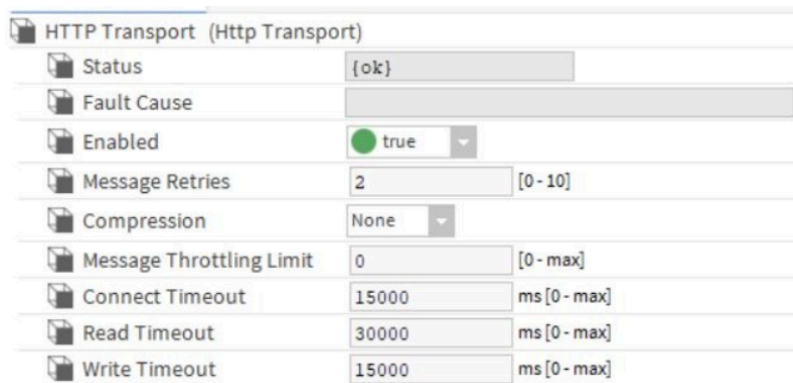 HTTP Transport (Http Transport)
Status {ok}
Fault Cause
Enabled true
Message Retries 2 [0 - 10]
Compression None
Message Throttling Limit 0 [0 - max]
Connect Timeout 15000 ms [0 - max]
Read Timeout 30000 ms [0 - max]
Write Timeout 15000 ms [0 - max]